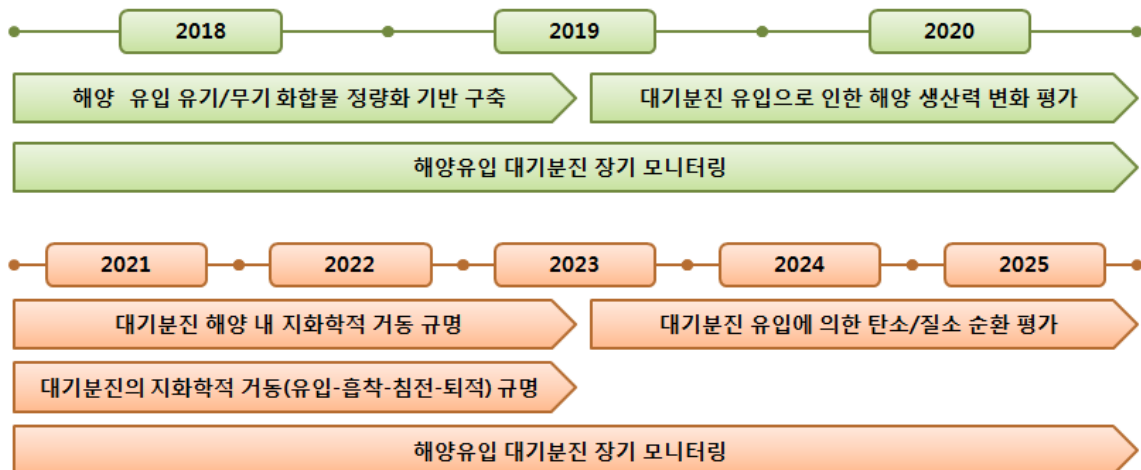 2018 2019 2020
해양 유입 유기/무기 화합물 정량화 기반 구축 대기분진 유입으로 인한 해양 생산력 변화 평가
해양유입 대기분진 장기 모니터링
2021 2022 2023 2024 2025
대기분진 해양 내 지화학적 거동 규명 대기분진 유입에 의한 탄소/질소 순환 평가
대기분진의 지화학적 거동(유입-흡착-침전-퇴적) 규명
해양유입 대기분진 장기 모니터링